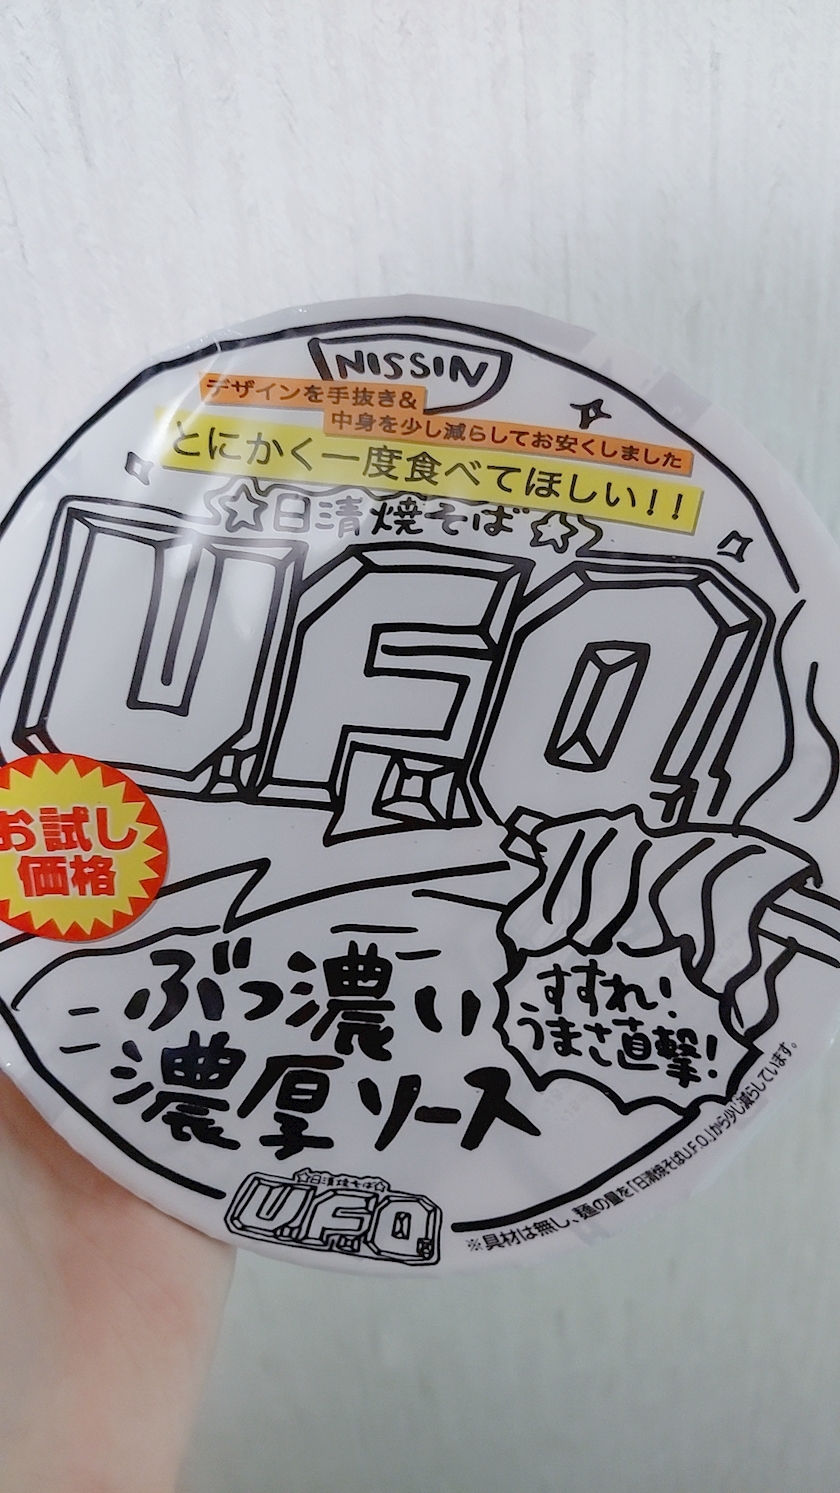 NISSIN
デザインを手抜き&
中身を少し減らしてお安くしました
とにかく一度食べてほしい!!
☆日清焼そば☆
U.F.O.
お試し
価格
ぶっ濃い
濃厚ソース
すすれ!
うまさ直撃!
☆日清焼そば☆
U.F.O.
※具材は無し、麺の量を「日清焼そばU.F.O.」から少し減らしています。